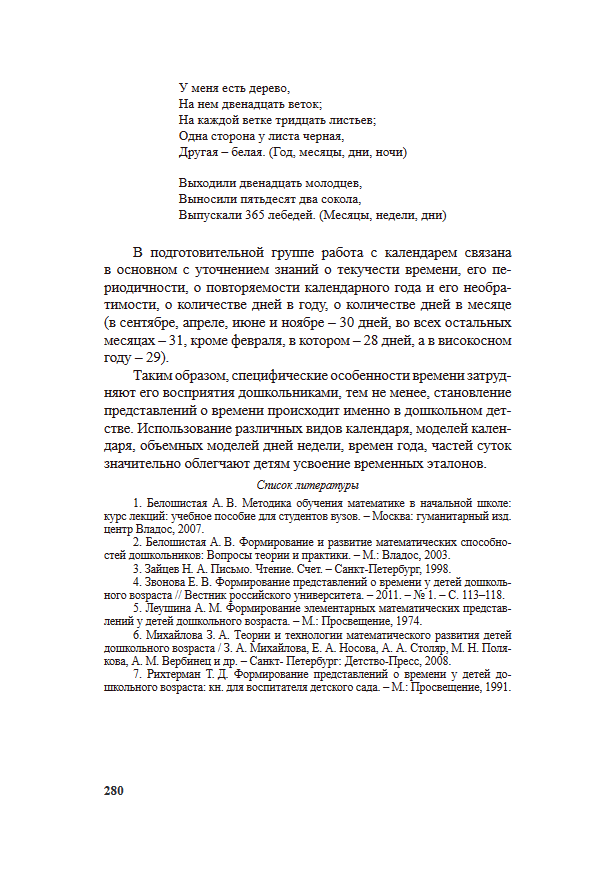 У меня есть дерево,
На нем двенадцать веток;
На каждой ветке тридцать листьев;
Одна сторона у листа черная,
Другая – белая. (Год, месяцы, дни, ночи)
Выходили двенадцать молодцев,
Выносили пятьдесят два сокола,
Выпускали 365 лебедей. (Месяцы, недели, дни)
В подготовительной группе работа с календарем связана
в основном с уточнением знаний о текучести времени, его пе-
риодичности, о повторяемости календарного года и его необра-
тимости, о количестве дней в году, о количестве дней в месяце
(в сентябре, апреле, июне и ноябре – 30 дней, во всех остальных
месяцах – 31, кроме февраля, в котором – 28 дней, а в високосном
году – 29).
Таким образом, специфические особенности времени затруд-
няют его восприятия дошкольниками, тем не менее, становление
представлений о времени происходит именно в дошкольном дет-
стве. Использование различных видов календаря, моделей кален-
даря, объемных моделей дней недели, времен года, частей суток
значительно облегчают детям усвоение временных эталонов.
Список литературы
1. Белошистая А. В. Методика обучения математике в начальной школе:
курс лекций: учебное пособие для студентов вузов. – Москва: гуманитарный изд.
центр Владос, 2007.
2. Белошистая А. В. Формирование и развитие математических способно-
стей дошкольников: Вопросы теории и практики. – М.: Владос, 2003.
3. Зайцев Н. А. Письмо. Чтение. Счет. – Санкт-Петербург, 1998.
4. Звонова Е. В. Формирование представлений о времени у детей дошколь-
ного возраста // Вестник российского университета. – 2011. – № 1. – С. 113–118.
5. Леушина А. М. Формирование элементарных математических представ-
лений у детей дошкольного возраста. – М.: Просвещение, 1974.
6. Михайлова З. А. Теории и технологии математического развития детей
дошкольного возраста / З. А. Михайлова, Е. А. Носова, А. А. Столяр, М. Н. Поля-
кова, А. М. Вербинец и др. – Санкт- Петербург: Детство-Пресс, 2008.
7. Рихтерман Т. Д. Формирование представлений о времени у детей до-
школьного возраста: кн. для воспитателя детского сада. – М.: Просвещение, 1991.
280